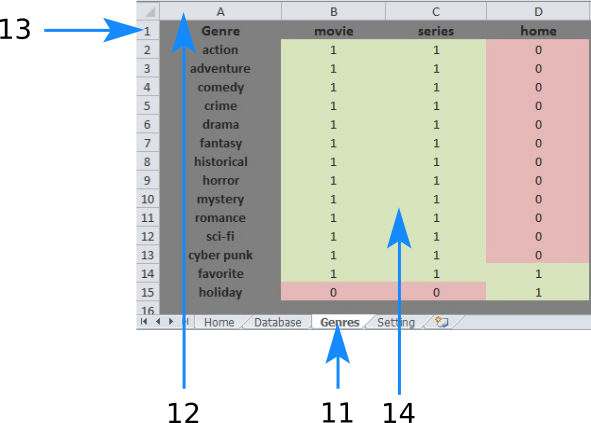 A B C D
13 1 Genre movie series home
2 action 1 1 0
3 adventure 1 1 0
4 comedy 1 1 0
5 crime 1 1 0
6 drama 1 1 0
7 fantasy 1 1 0
8 historical 1 1 0
9 horror 1 1 0
10 mystery 1 1 0
11 romance 1 1 0
12 sci-fi 1 1 0
13 cyber punk 1 1 0
14 favorite 1 1 1
15 holiday 0 0 1
16
Home Database Genres Setting
12 11 14